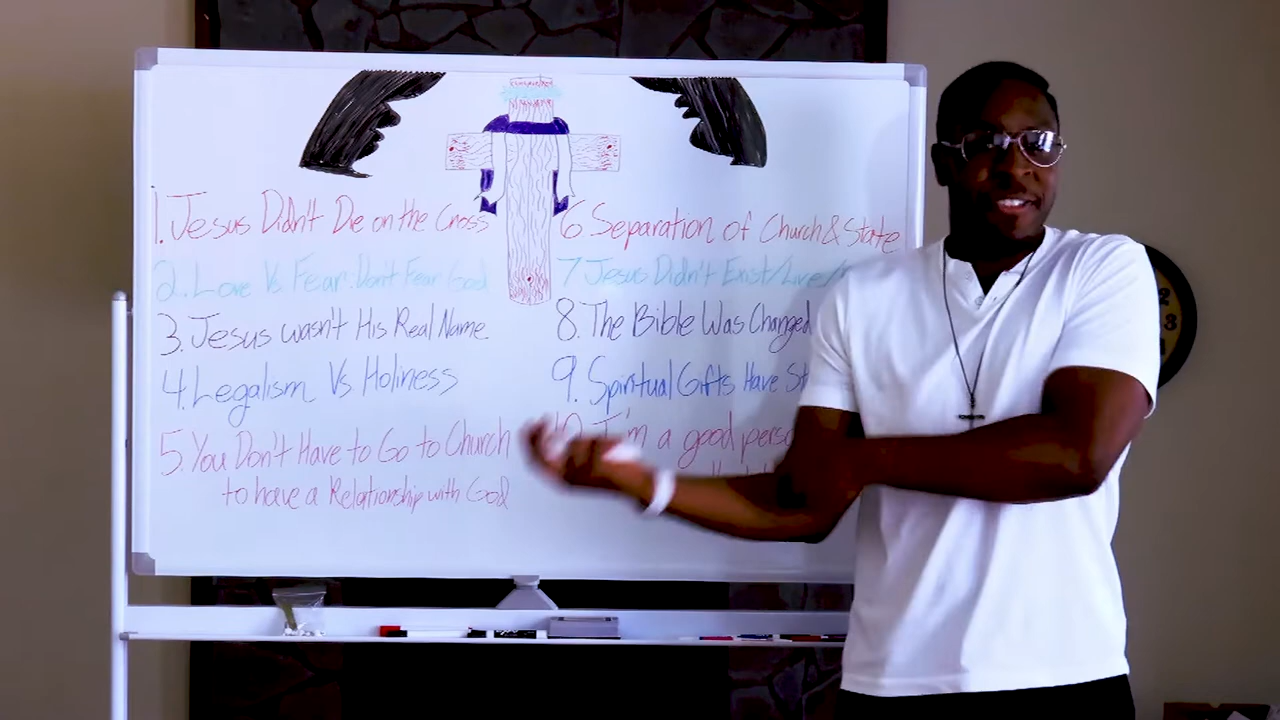 1. Jesus Didn't Die on the Cross
2. Love Vs. Fear. Don't Fear God
3. Jesus wasn't His Real Name
4. Legalism Vs Holiness
5. You Don't Have to Go to Church
to have a Relationship with God
6. Separation of Church & State
7 Jesus Didn't Exist/Live/
8. The Bible Was Changed
9. Spiritual Gifts Have
10. I'm a good
2
3